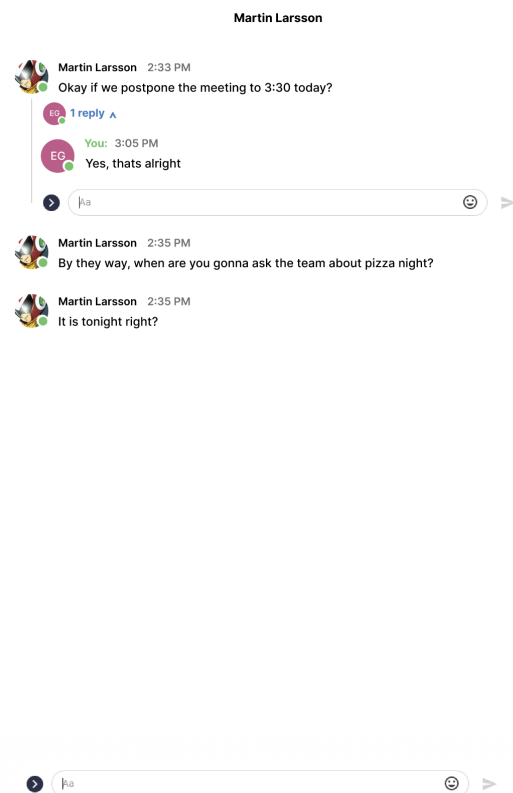 Martin Larsson
Martin Larsson 2:33 PM
Okay if we postpone the meeting to 3:30 today?
EG 1 reply
You: 3:05 PM
EG
Yes, thats alright
Aa
Martin Larsson 2:35 PM
By they way, when are you gonna ask the team about pizza night?
Martin Larsson 2:35 PM
It is tonight right?
Aa